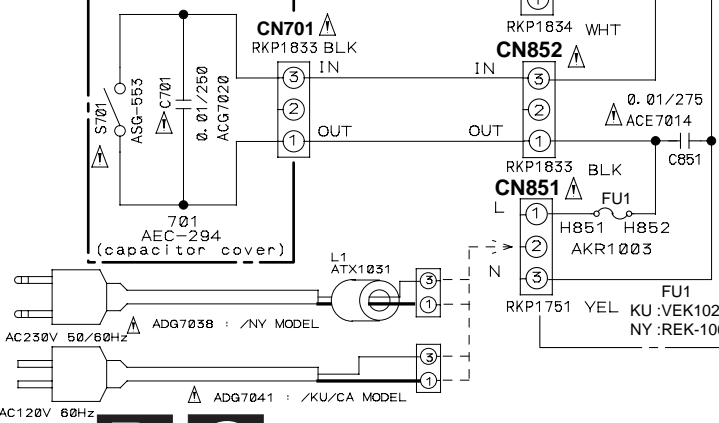 RKP1834 WHT
CN701
RKP1833 BLK
CN852
3 IN
IN 3
2
2
1 OUT
OUT 1
S701
ASG-553
C701
0.01/250
ACG7020
0.01/275
ACE7014
C851
RKP1833 BLK
CN851
L 1
FU1
H851 H852
2
AKR1003
N 3
RKP1751 YEL
FU1
KU :VEK102
NY :REK-10
701
AEC-294
(capacitor cover)
L1
ATX1031
3
1
AC230V 50/60Hz
ADG7038 : /NY MODEL
3
1
AC120V 60Hz
ADG7041 : /KU/CA MODEL